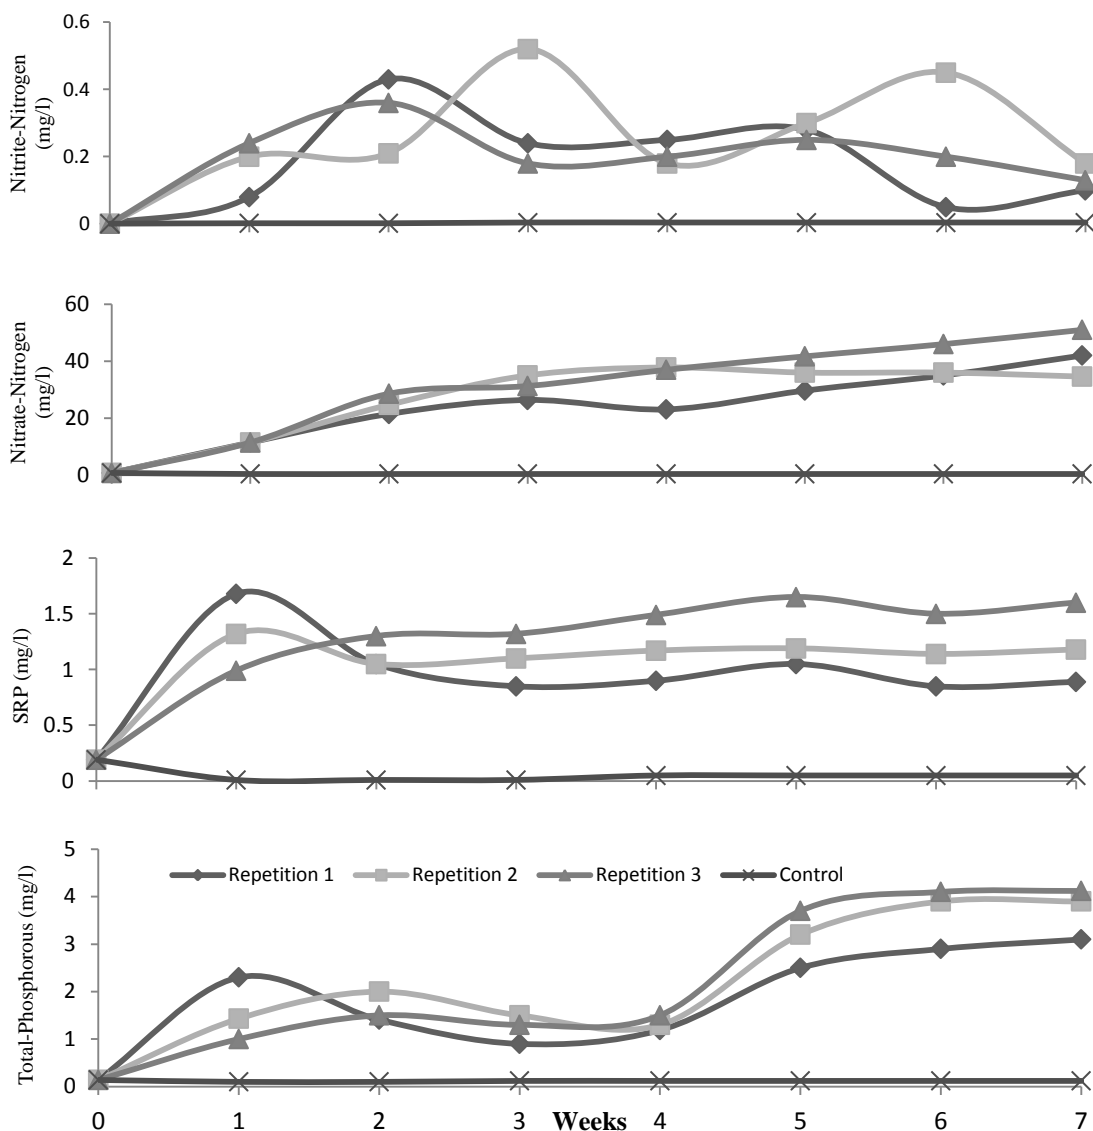 0.6
0.4
0.2
0
Nitrite-Nitrogen
(mg/l)
60
40
20
0
Nitrate-Nitrogen
(mg/l)
2
1.5
1
0.5
0
SRP (mg/l)
5
4
3
2
1
0
Total-Phosphorous (mg/l)
Repetition 1 Repetition 2 Repetition 3 Control
0 1 2 3 4 5 6 7
Weeks